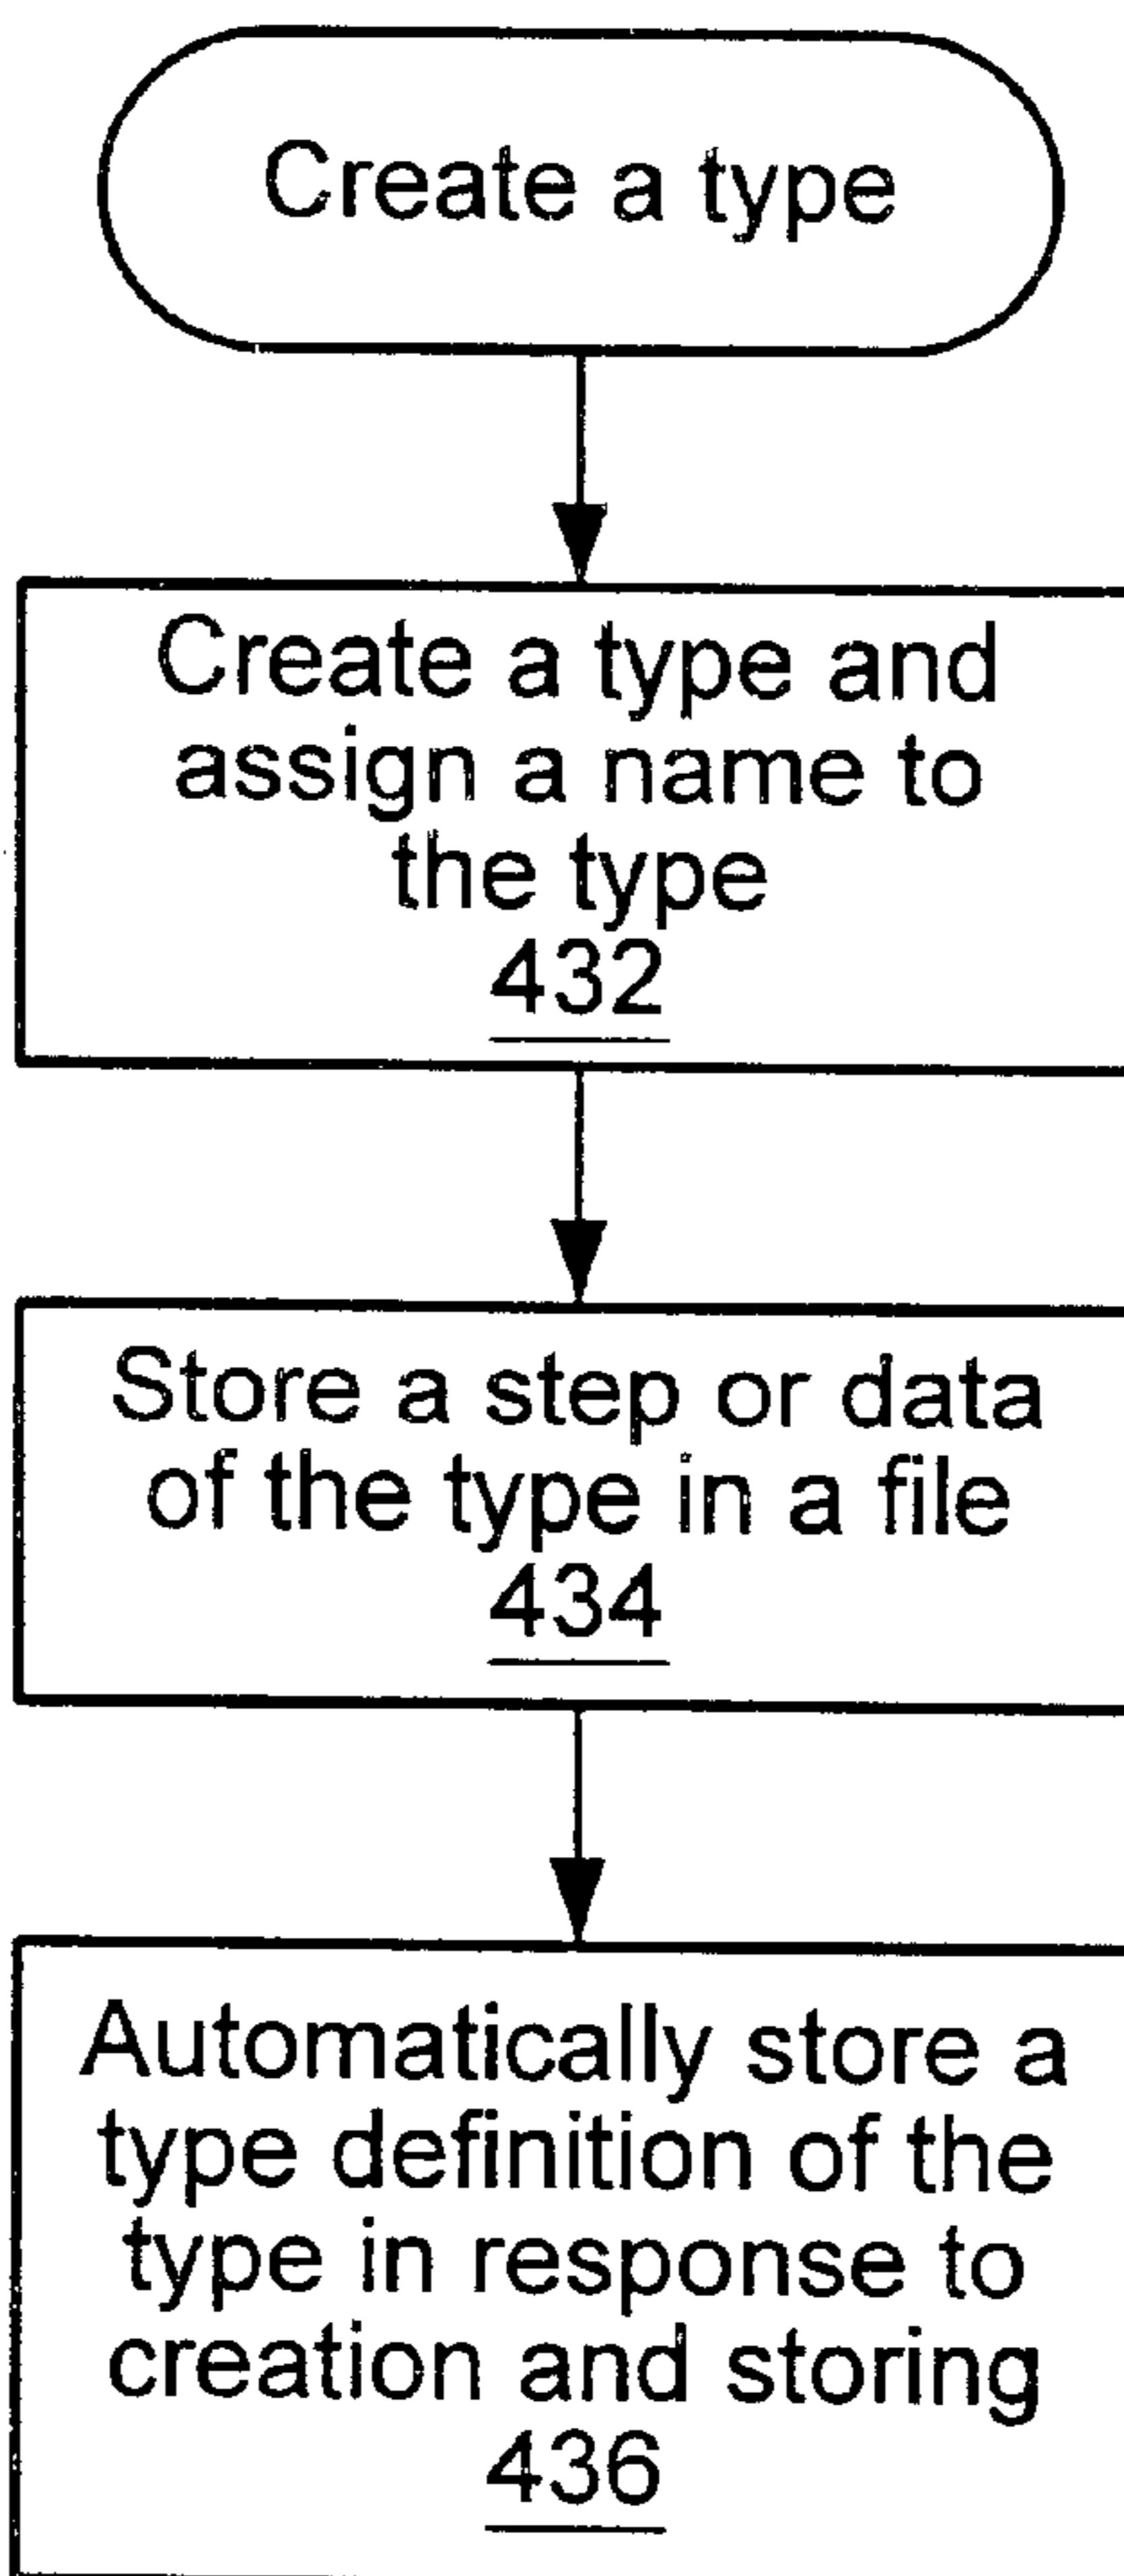 Create a type
Create a type and
assign a name to
the type
432
Store a step or data
of the type in a file
434
Automatically store a
type definition of the
type in response to
creation and storing
436